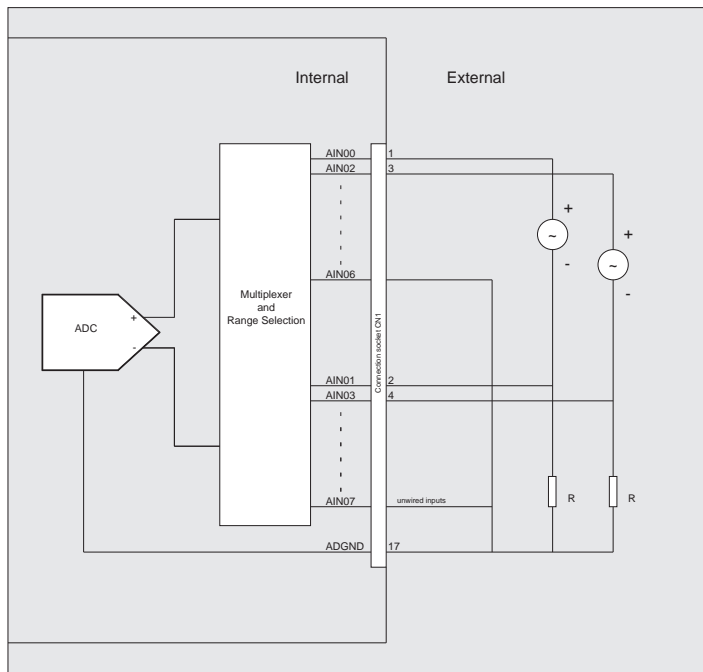 Internal External
AIN00 1
AIN02 3
+
~
-
+
~
-
AIN06
Multiplexer
and
Range Selection
ADC
+
-
Connection socket CN1
AIN01 2
AIN03 4
AIN07 unwired inputs
R R
ADGND 17